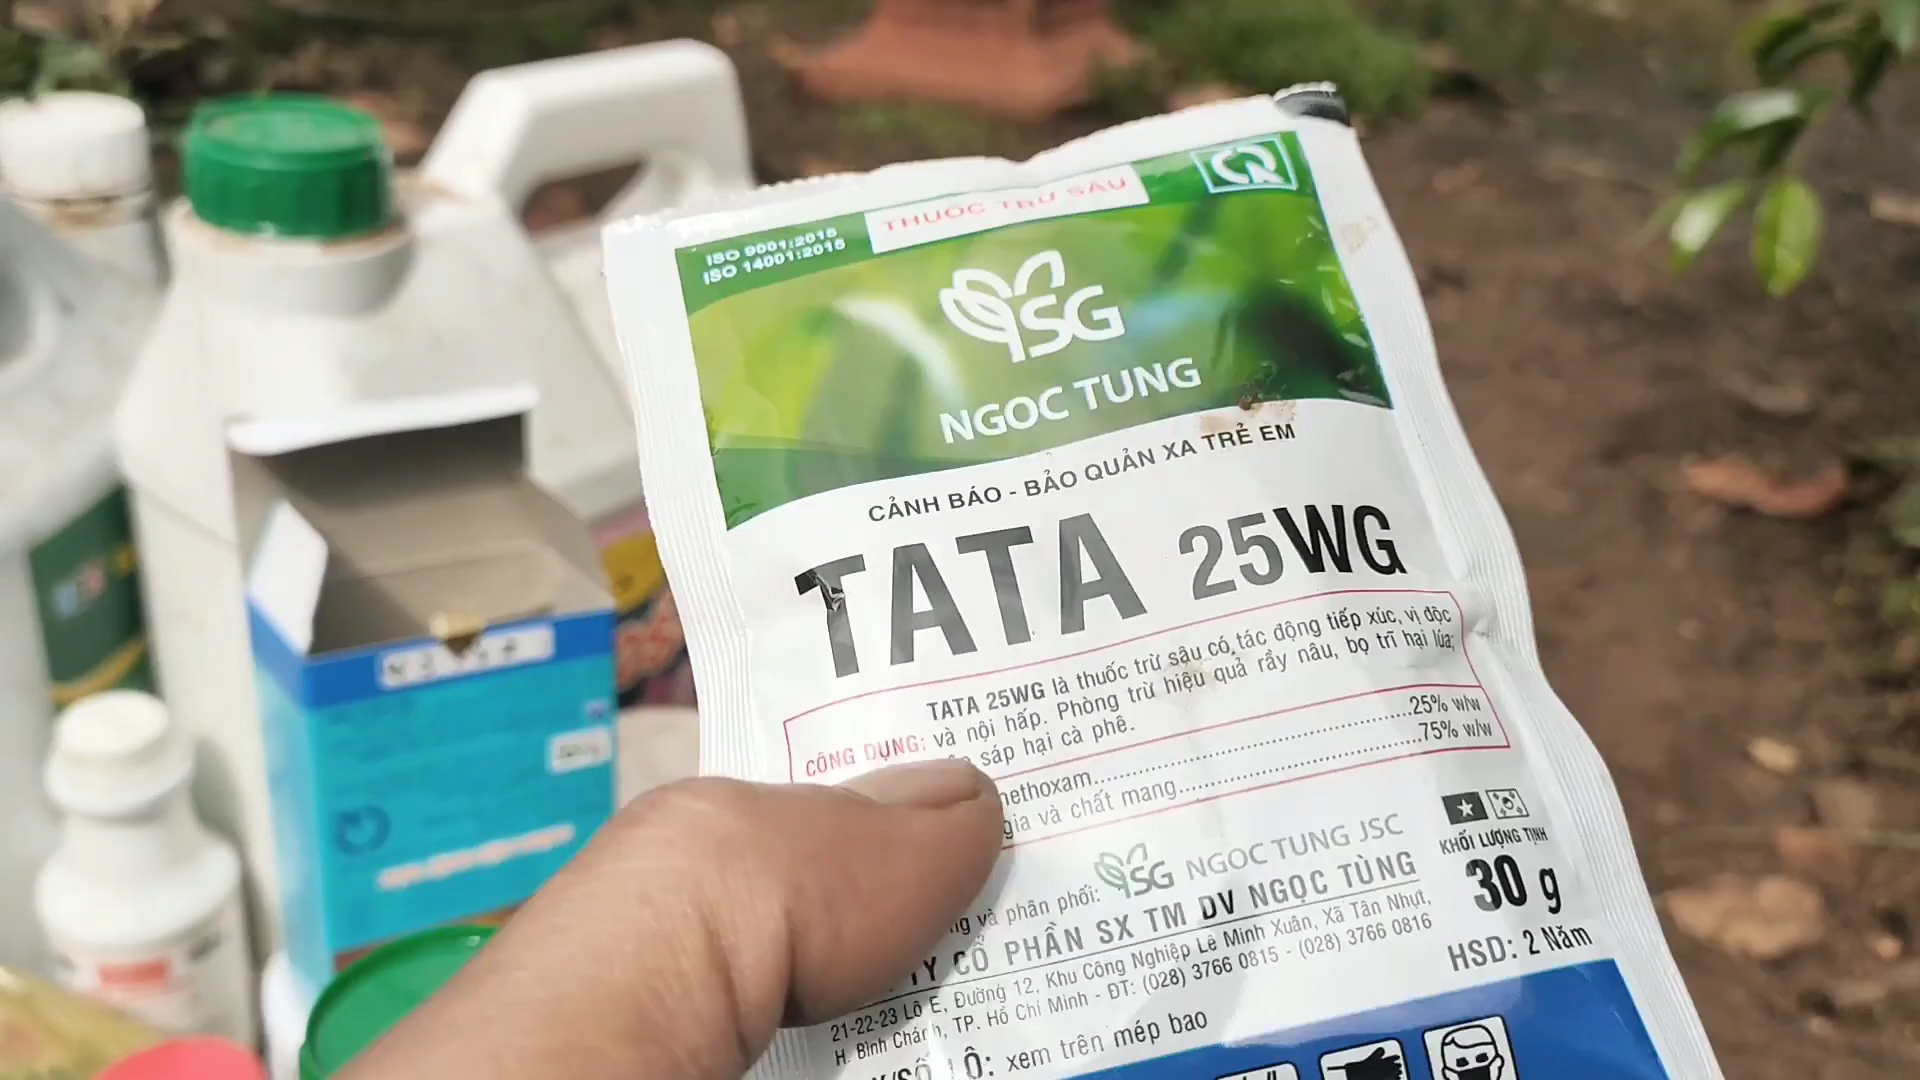 THUỐC TRỪ SÂU
ISO 9001:2015
ISO 14001:2015
SG
NGOC TUNG
CẢNH BÁO - BẢO QUẢN XA TRẺ EM
TATA 25WG
CÔNG DỤNG: TATA 25WG là thuốc trừ sâu có tác động tiếp xúc, vị độc
và nội hấp. Phòng trừ hiệu quả rầy nâu, bọ trĩ hại lúa;
sáp hại cà phê.
methoxam 25% w/w
gia và chất mang 75% w/w
và phân phối: SG NGOC TUNG JSC
TY CỔ PHẦN SX TM DV NGỌC TÙNG
21-22-23 Lô E, Đường 12, Khu Công Nghiệp Lê Minh Xuân, Xã Tân Nhựt,
H. Bình Chánh, TP. Hồ Chí Minh - ĐT: (028) 3766 0815 - (028) 3766 0816
LÔ: xem trên mép bao
KHỐI LƯỢNG TỊNH
30 g
HSD: 2 Năm